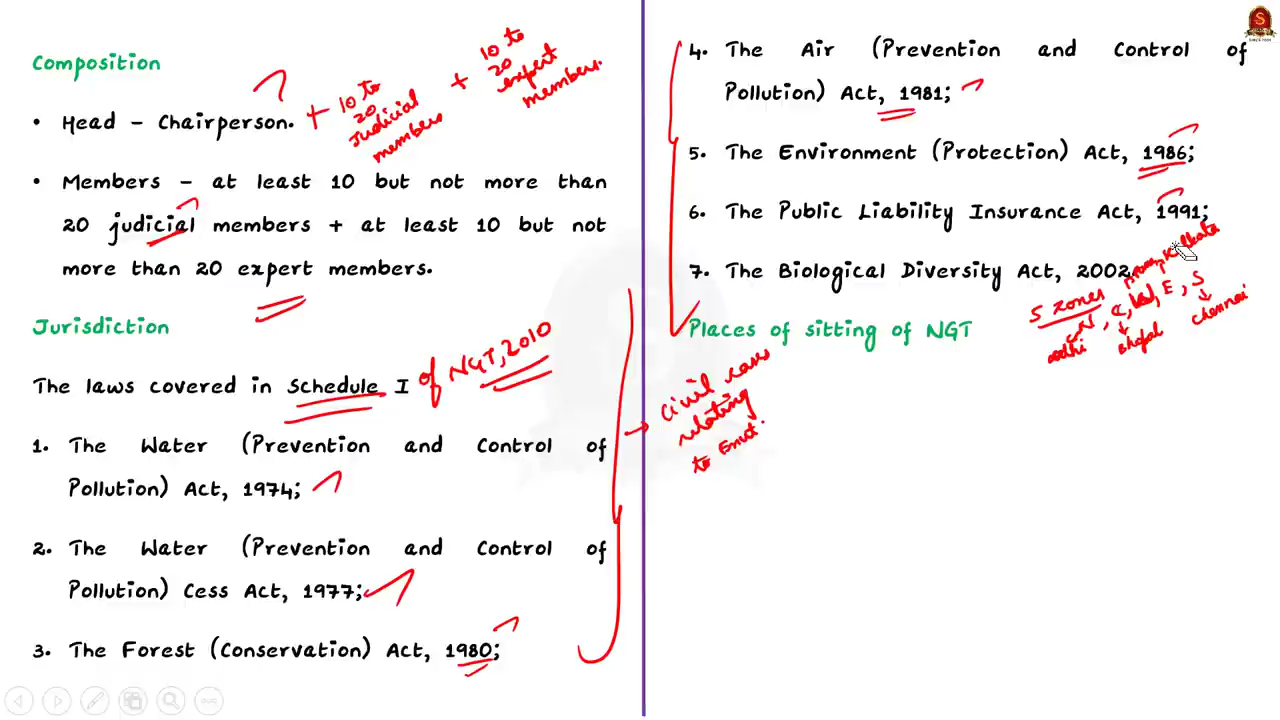 Composition
• Head - Chairperson.
+ 10 to
20
Judicial
members
+ 10 to
20
expert
members.
• Members - at least 10 but not more than
20 judicial members + at least 10 but not
more than 20 expert members.
Jurisdiction
The laws covered in Schedule I of NGT, 2010
1. The Water (Prevention and Control of
Pollution) Act, 1974;
2. The Water (Prevention and Control of
Pollution) Cess Act, 1977;
3. The Forest (Conservation) Act, 1980;
→ Civil cases
relating
to Envt.
4. The Air (Prevention and Control of
Pollution) Act, 1981;
5. The Environment (Protection) Act, 1986;
6. The Public Liability Insurance Act, 1991;
7. The Biological Diversity Act, 2002
Kolkata
5 zones
N, C, W, E, S
Bhopal
Chennai
Places of sitting of NGT
S